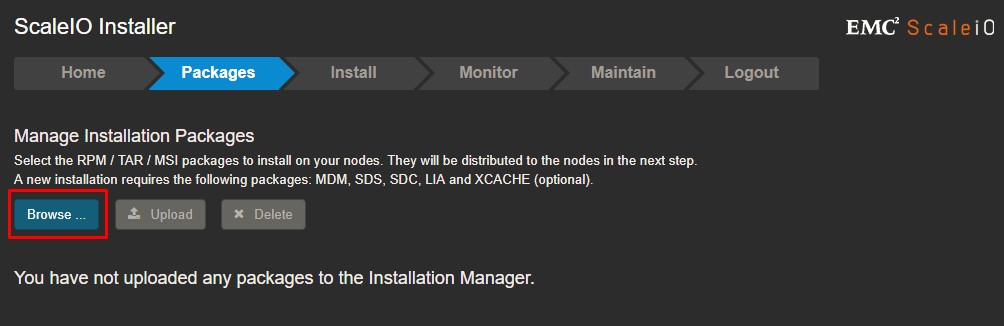 ScaleIO Installer
EMC² ScaleiO
Home Packages Install Monitor Maintain Logout
Manage Installation Packages
Select the RPM / TAR / MSI packages to install on your nodes. They will be distributed to the nodes in the next step.
A new installation requires the following packages: MDM, SDS, SDC, LIA and XCACHE (optional).
Browse ... Upload Delete
You have not uploaded any packages to the Installation Manager.